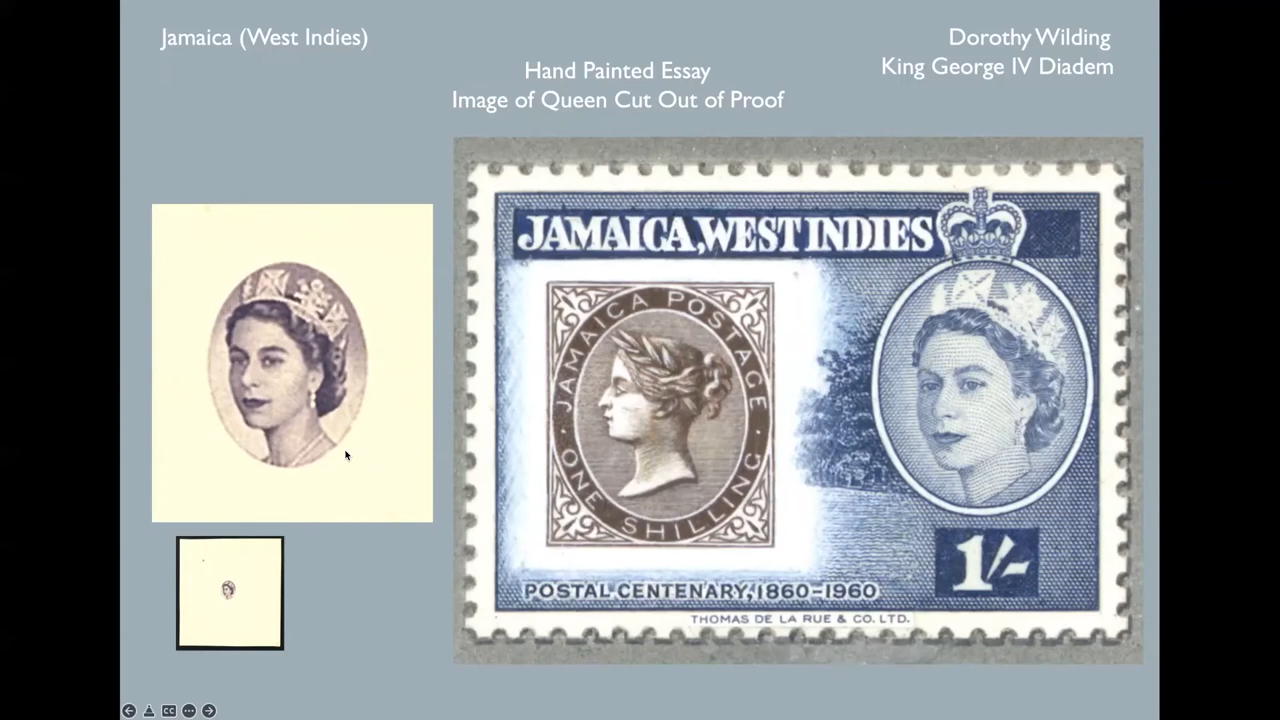 Jamaica (West Indies)
Dorothy Wilding
King George IV Diadem
Hand Painted Essay
Image of Queen Cut Out of Proof
JAMAICA, WEST INDIES
JAMAICA POSTAGE
ONE SHILLING
1/-
POSTAL CENTENARY, 1860-1960
THOMAS DE LA RUE & CO. LTD.
CC